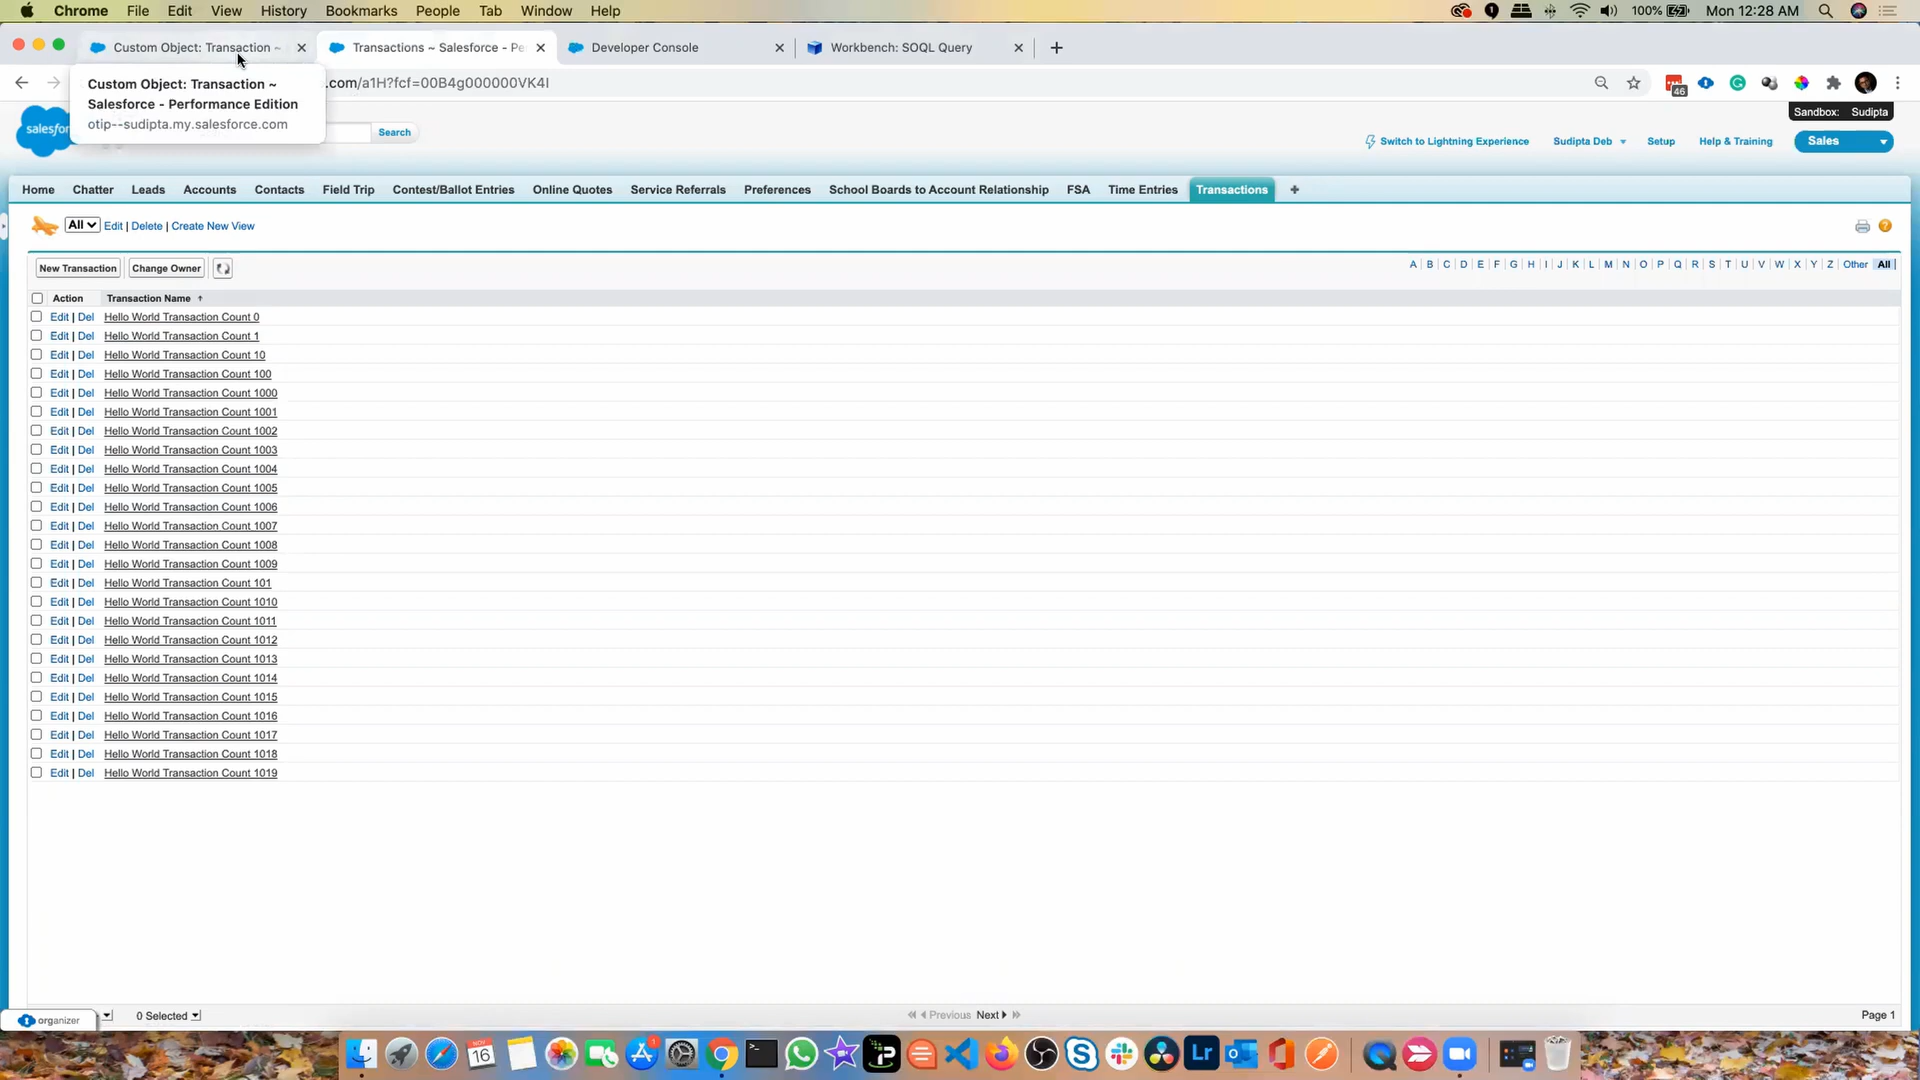 Chrome File Edit View History Bookmarks People Tab Window Help 100% Mon 12:28 AM
Custom Object: Transaction ~ Transactions ~ Salesforce - Pe Developer Console Workbench: SOQL Query
.com/a1H?fcf=00B4g000000VK4I
46
Custom Object: Transaction ~
Salesforce - Performance Edition
otip--sudipta.my.salesforce.com
Sandbox: Sudipta
salesfor Search
Switch to Lightning Experience Sudipta Deb Setup Help & Training Sales
Home Chatter Leads Accounts Contacts Field Trip Contest/Ballot Entries Online Quotes Service Referrals Preferences School Boards to Account Relationship FSA Time Entries Transactions +
All Edit | Delete | Create New View
New Transaction Change Owner A | B | C | D | E | F | G | H | I | J | K | L | M | N | O | P | Q | R | S | T | U | V | W | X | Y | Z | Other | All |
Action Transaction Name ↑
Edit | Del Hello World Transaction Count 0
Edit | Del Hello World Transaction Count 1
Edit | Del Hello World Transaction Count 10
Edit | Del Hello World Transaction Count 100
Edit | Del Hello World Transaction Count 1000
Edit | Del Hello World Transaction Count 1001
Edit | Del Hello World Transaction Count 1002
Edit | Del Hello World Transaction Count 1003
Edit | Del Hello World Transaction Count 1004
Edit | Del Hello World Transaction Count 1005
Edit | Del Hello World Transaction Count 1006
Edit | Del Hello World Transaction Count 1007
Edit | Del Hello World Transaction Count 1008
Edit | Del Hello World Transaction Count 1009
Edit | Del Hello World Transaction Count 101
Edit | Del Hello World Transaction Count 1010
Edit | Del Hello World Transaction Count 1011
Edit | Del Hello World Transaction Count 1012
Edit | Del Hello World Transaction Count 1013
Edit | Del Hello World Transaction Count 1014
Edit | Del Hello World Transaction Count 1015
Edit | Del Hello World Transaction Count 1016
Edit | Del Hello World Transaction Count 1017
Edit | Del Hello World Transaction Count 1018
Edit | Del Hello World Transaction Count 1019
organizer 0 Selected Previous Next Page 1
NOV
16
1
Lr